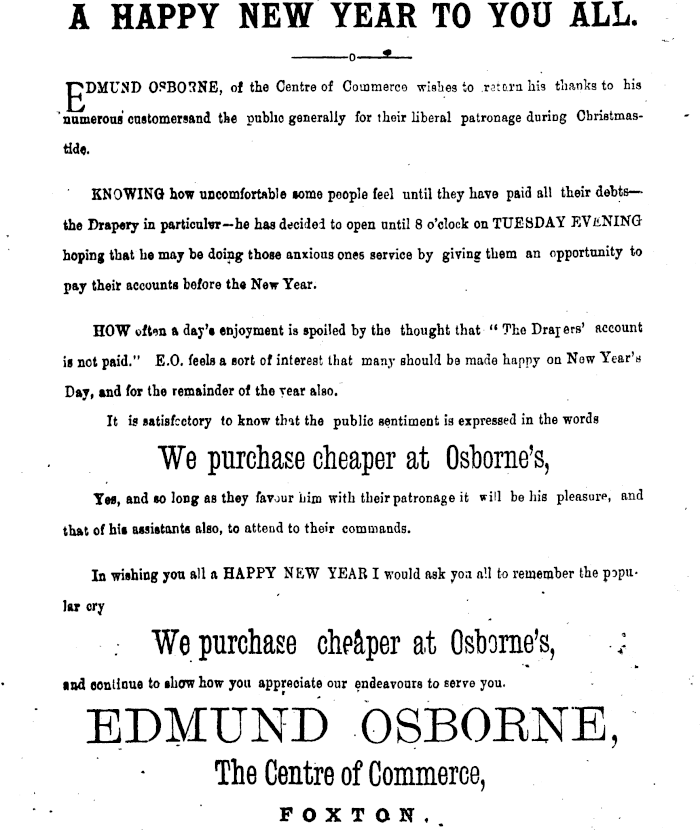 A HAPPY NEW YEAR TO YOU ALL.
EDMUND OSBORNE, of the Centre of Commerce wishes to return his thanks to his
numerous customersand the public generally for their liberal patronage during Christmas-
tide.
KNOWING how uncomfortable some people feel until they have paid all their debts—
the Drapery in particular—he has decided to open until 8 o'clock on TUESDAY EVENING
hoping that he may be doing those anxious ones service by giving them an opportunity to
pay their accounts before the New Year.
HOW often a day's enjoyment is spoiled by the thought that " The Drapers' account
is not paid." E.O. feels a sort of interest that many should be made happy on New Year's
Day, and for the remainder of the year also.
It is satisfactory to know that the public sentiment is expressed in the words
We purchase cheaper at Osborne's,
Yes, and so long as they favour him with their patronage it will be his pleasure, and
that of his assistants also, to attend to their commands.
In wishing you all a HAPPY NEW YEAR I would ask you all to remember the popu-
lar cry
We purchase cheaper at Osborne's,
and continue to show how you appreciate our endeavours to serve you.
EDMUND OSBORNE,
The Centre of Commerce,
FOXTON.